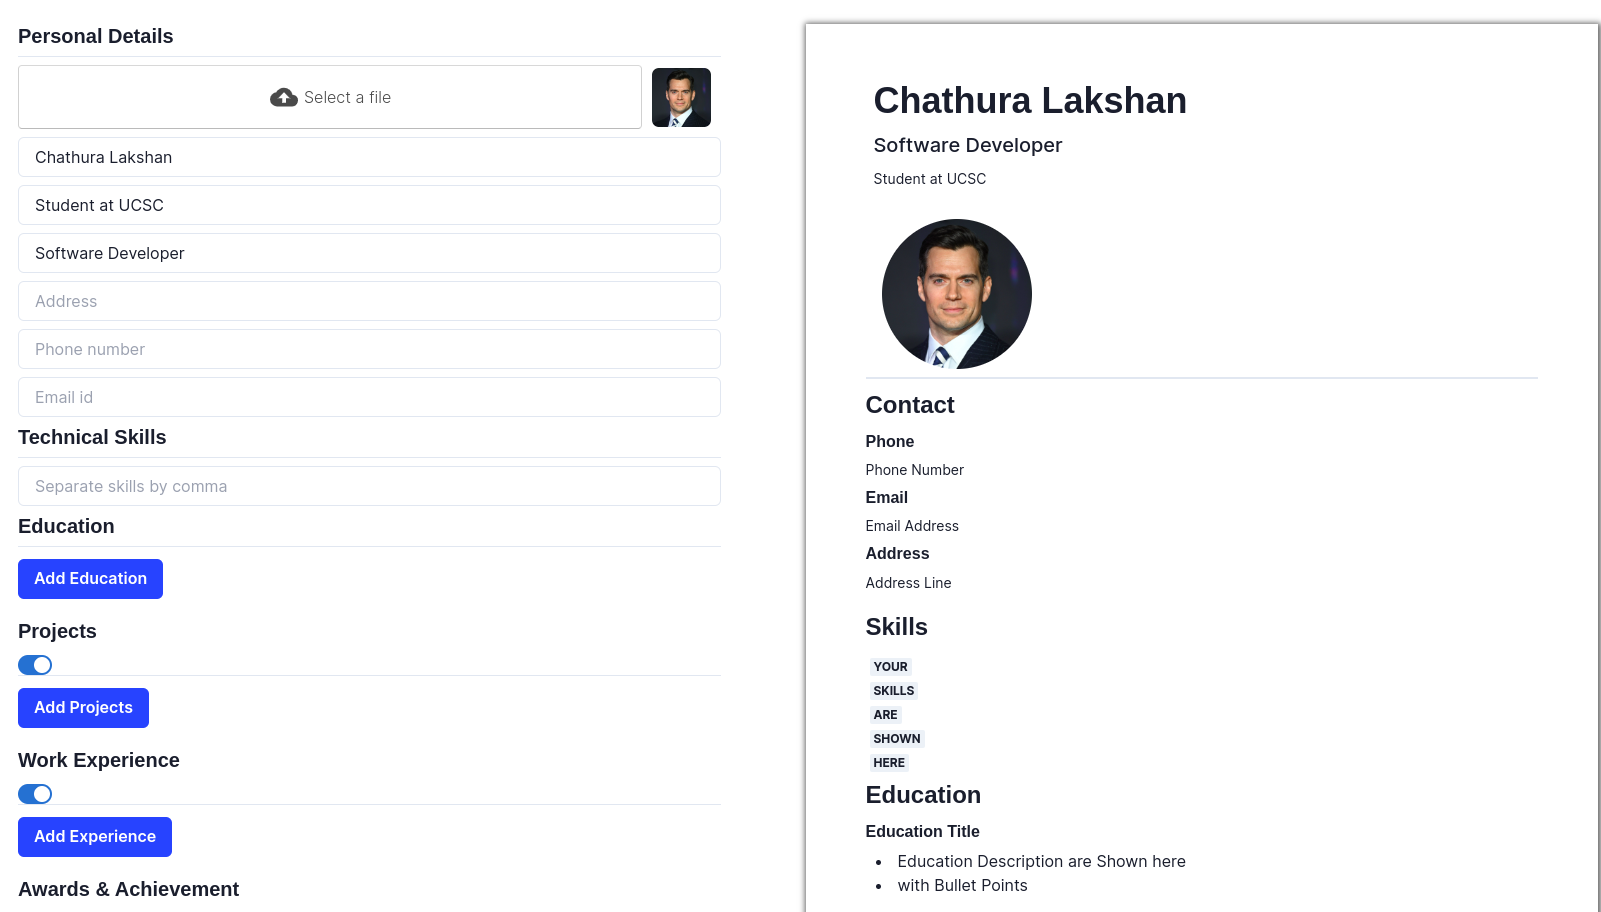 Personal Details
Select a file
Chathura Lakshan
Student at UCSC
Software Developer
Address
Phone number
Email id
Technical Skills
Separate skills by comma
Education
Add Education
Projects
Add Projects
Work Experience
Add Experience
Awards & Achievement
Chathura Lakshan
Software Developer
Student at UCSC
Contact
Phone
Phone Number
Email
Email Address
Address
Address Line
Skills
YOUR
SKILLS
ARE
SHOWN
HERE
Education
Education Title
• Education Description are Shown here
• with Bullet Points